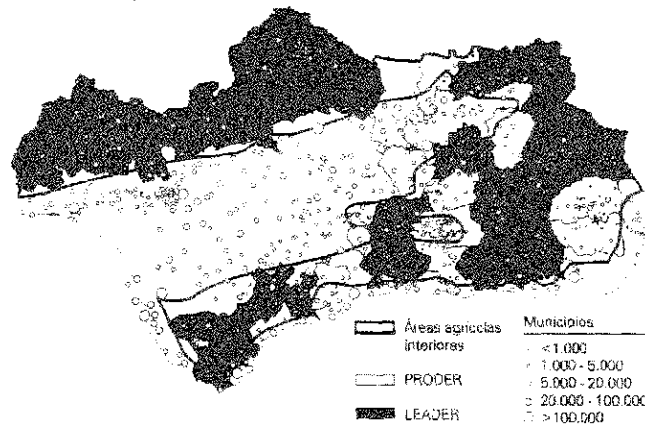 Áreas agrícolas
interiores
PRODER
LEADER
Municipios
<1.000
1.000 - 5.000
5.000 - 20.000
20.000 - 100.000
>100.000